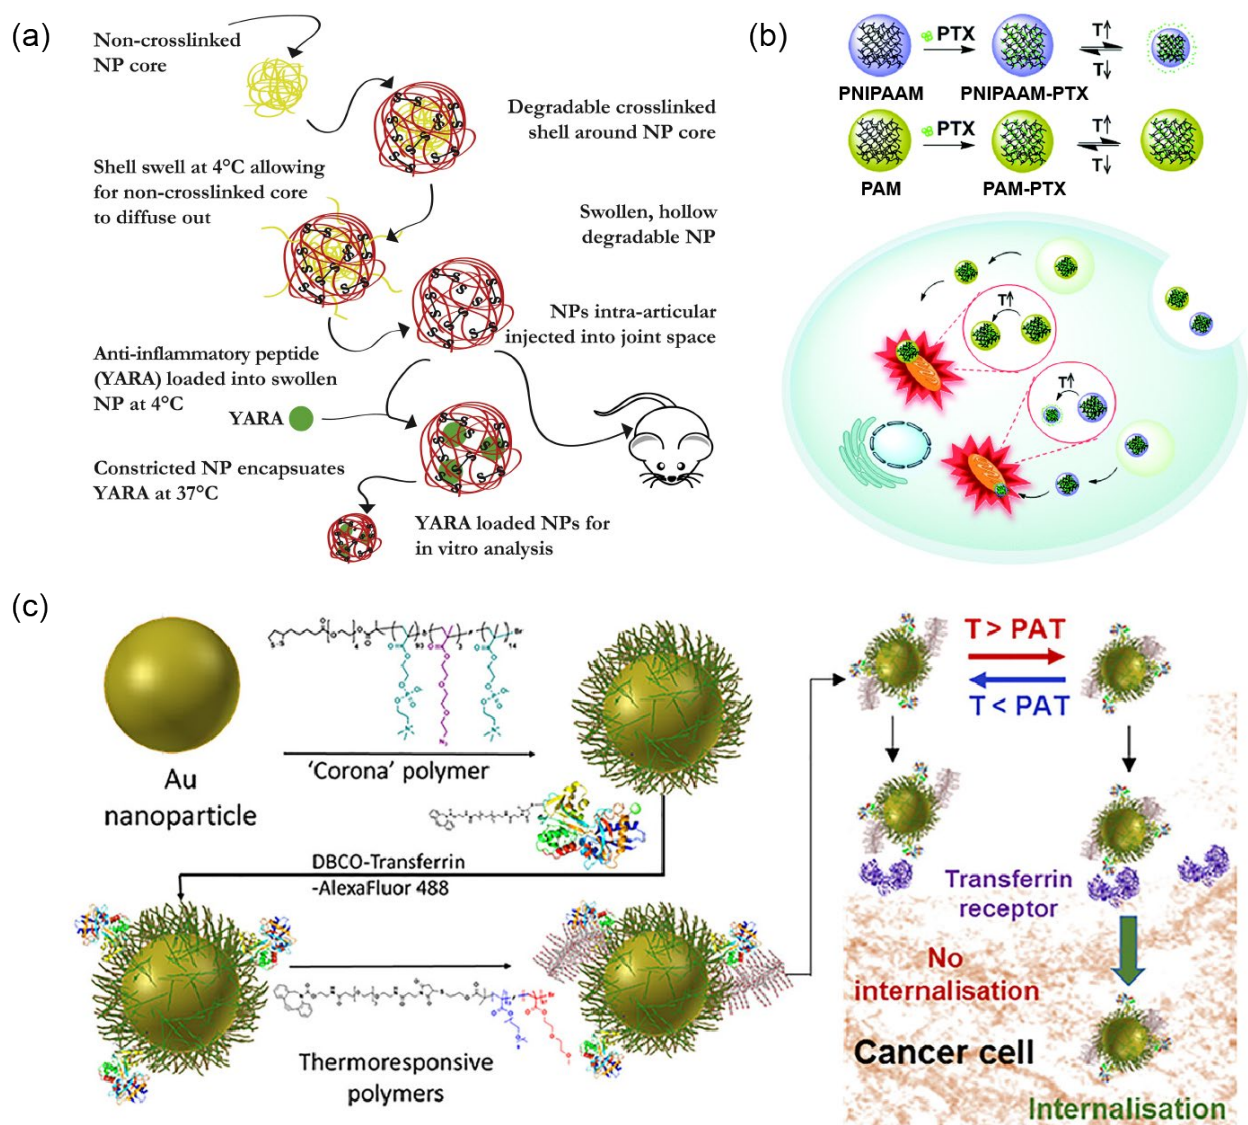 (a)
Non-crosslinked
NP core
Degradable crosslinked
shell around NP core
Shell swell at 4°C allowing
for non-crosslinked core
to diffuse out
Swollen, hollow
degradable NP
NPs intra-articular
injected into joint space
Anti-inflammatory peptide
(YARA) loaded into swollen
NP at 4°C
YARA
Constricted NP encapsuates
YARA at 37°C
YARA loaded NPs for
in vitro analysis
(b)
PTX
T↑
T↓
PNIPAAM
PNIPAAM-PTX
PTX
T↑
T↓
PAM
PAM-PTX
T↑
T↑
(c)
Au
nanoparticle
'Corona' polymer
DBCO-Transferrin
-AlexaFluor 488
Thermoresponsive
polymers
T > PAT
T < PAT
Transferrin
receptor
No
internalisation
Cancer cell
Internalisation